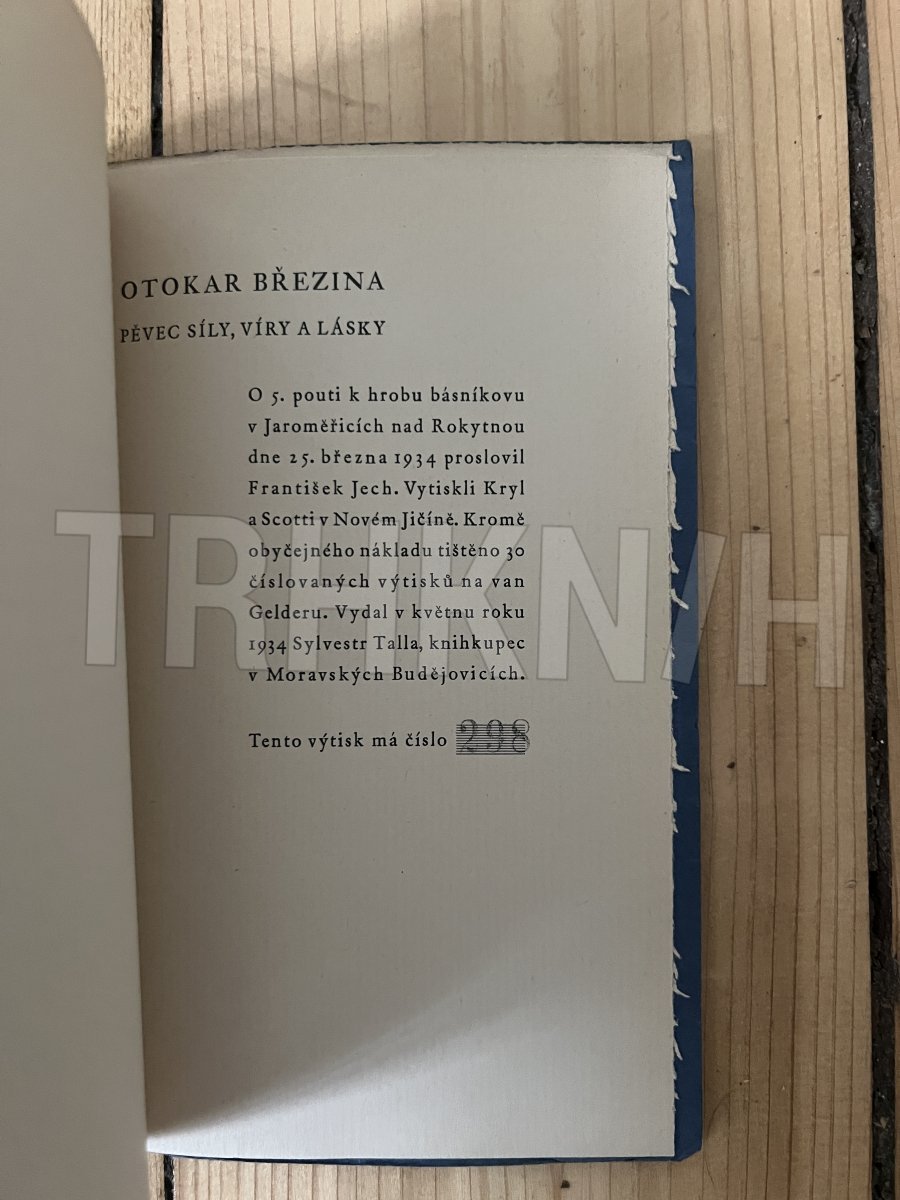 OTOKAR BŘEZINA
PĚVEC SÍLY, VÍRY A LÁSKY
O 5. pouti k hrobu básníkovu
v Jaroměřicích nad Rokytnou
dne 25. března 1934 proslovil
František Jech. Vytiskli Kryl
a Scotti v Novém Jičíně. Kromě
obyčejného nákladu tištěno 30
číslovaných výtisků na van
Gelderu. Vydal v květnu roku
1934 Sylvestr Talla, knihkupec
v Moravských Budějovicích.
Tento výtisk má číslo 298
TRHKNIH